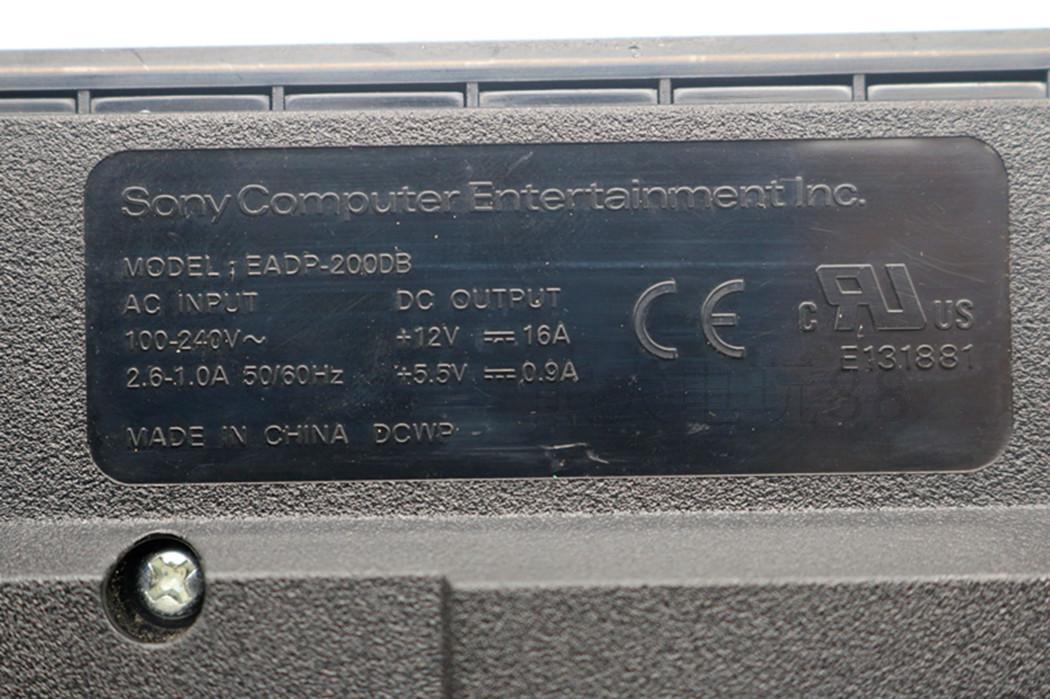 Sony Computer Entertainment Inc.
MODEL : EADP-200DB
AC INPUT
100-240V～
2.6-1.0A 50/60Hz
DC OUTPUT
+12V ⎓ 16A
+5.5V ⎓ 0.9A
MADE IN CHINA DCWP
CE
c RU US
E131881